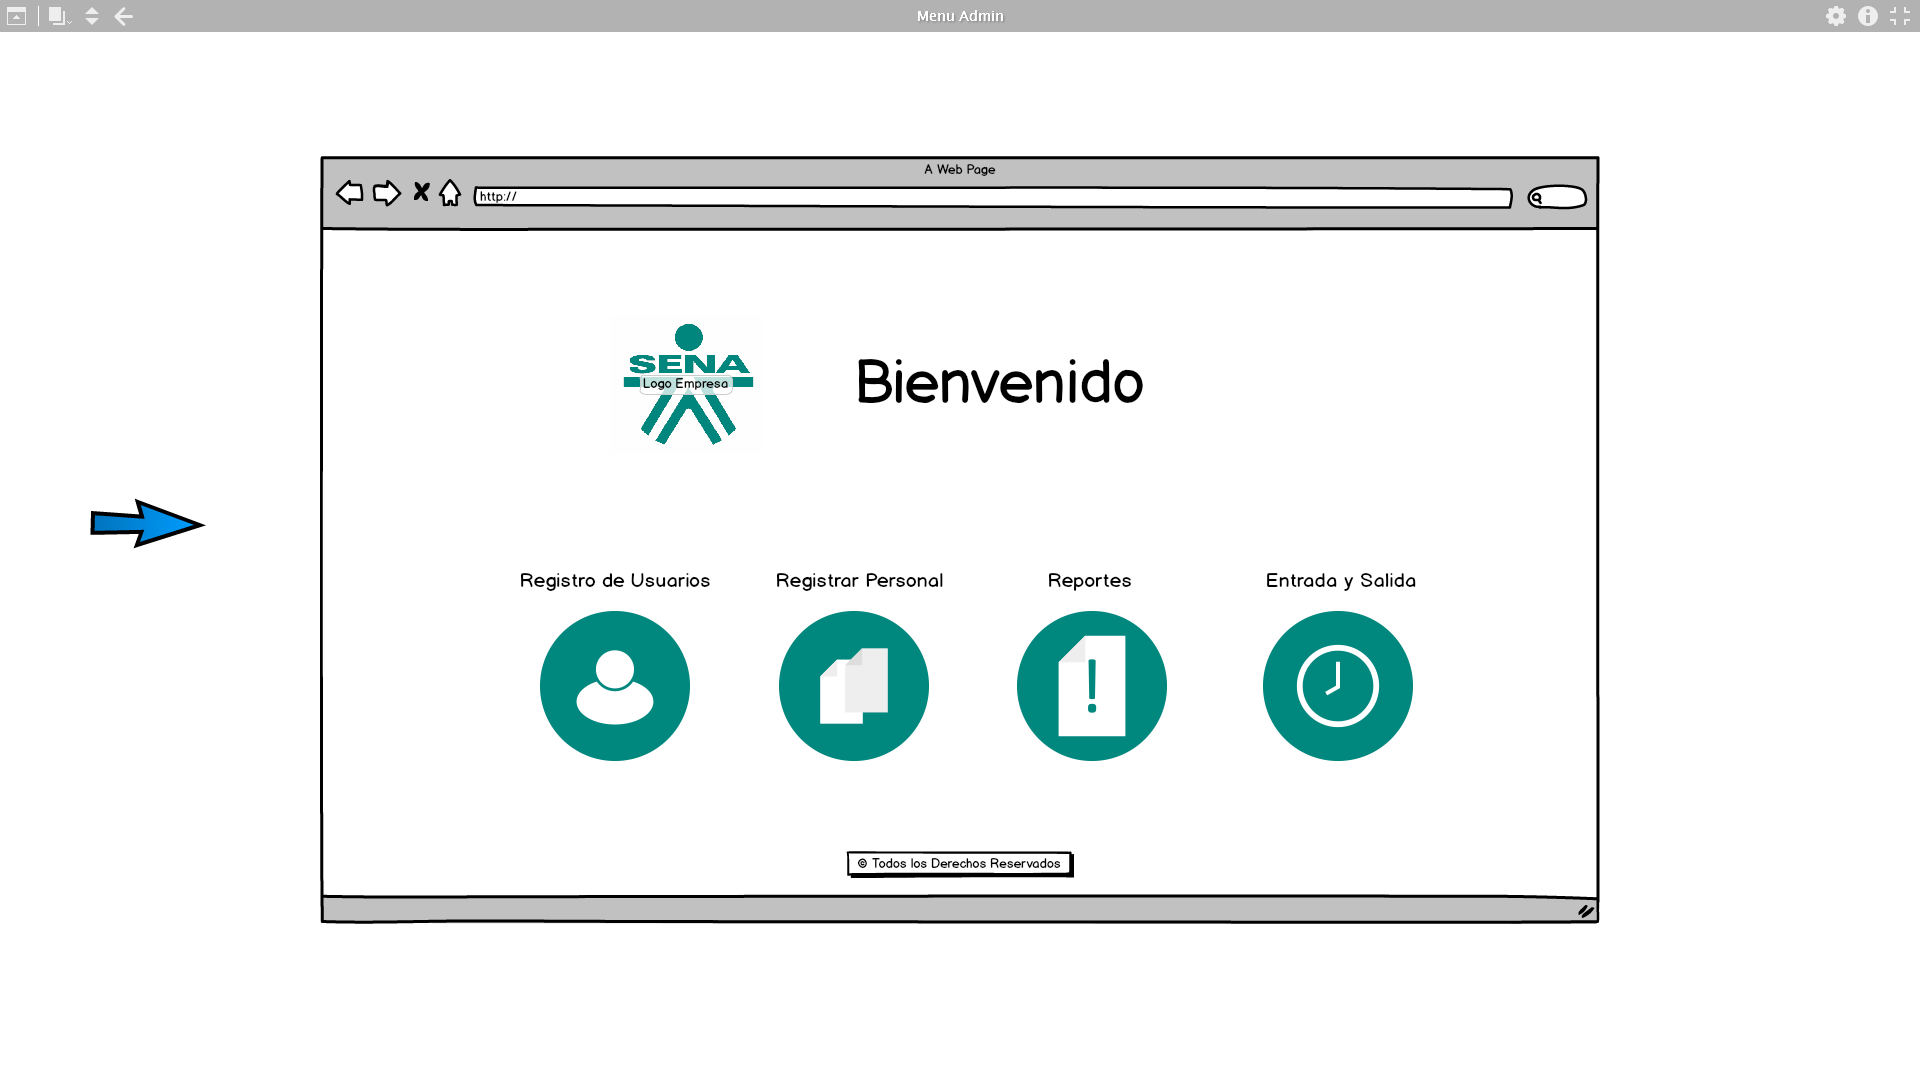 Menu Admin
A Web Page
http://
SENA
Logo Empresa
Bienvenido
Registro de Usuarios
Registrar Personal
Reportes
Entrada y Salida
© Todos los Derechos Reservados